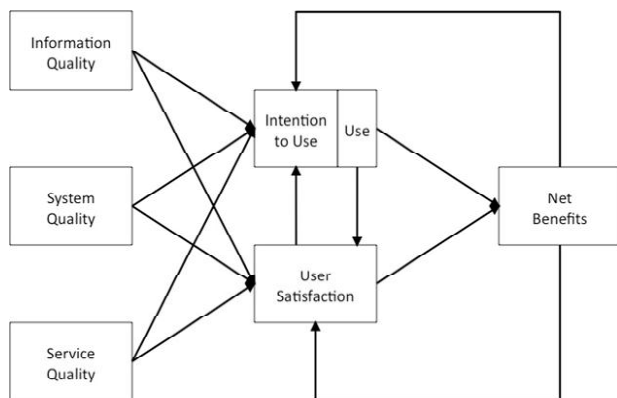 Information
Quality
Intention
to Use
Use
System
Quality
Net
Benefits
User
Satisfaction
Service
Quality